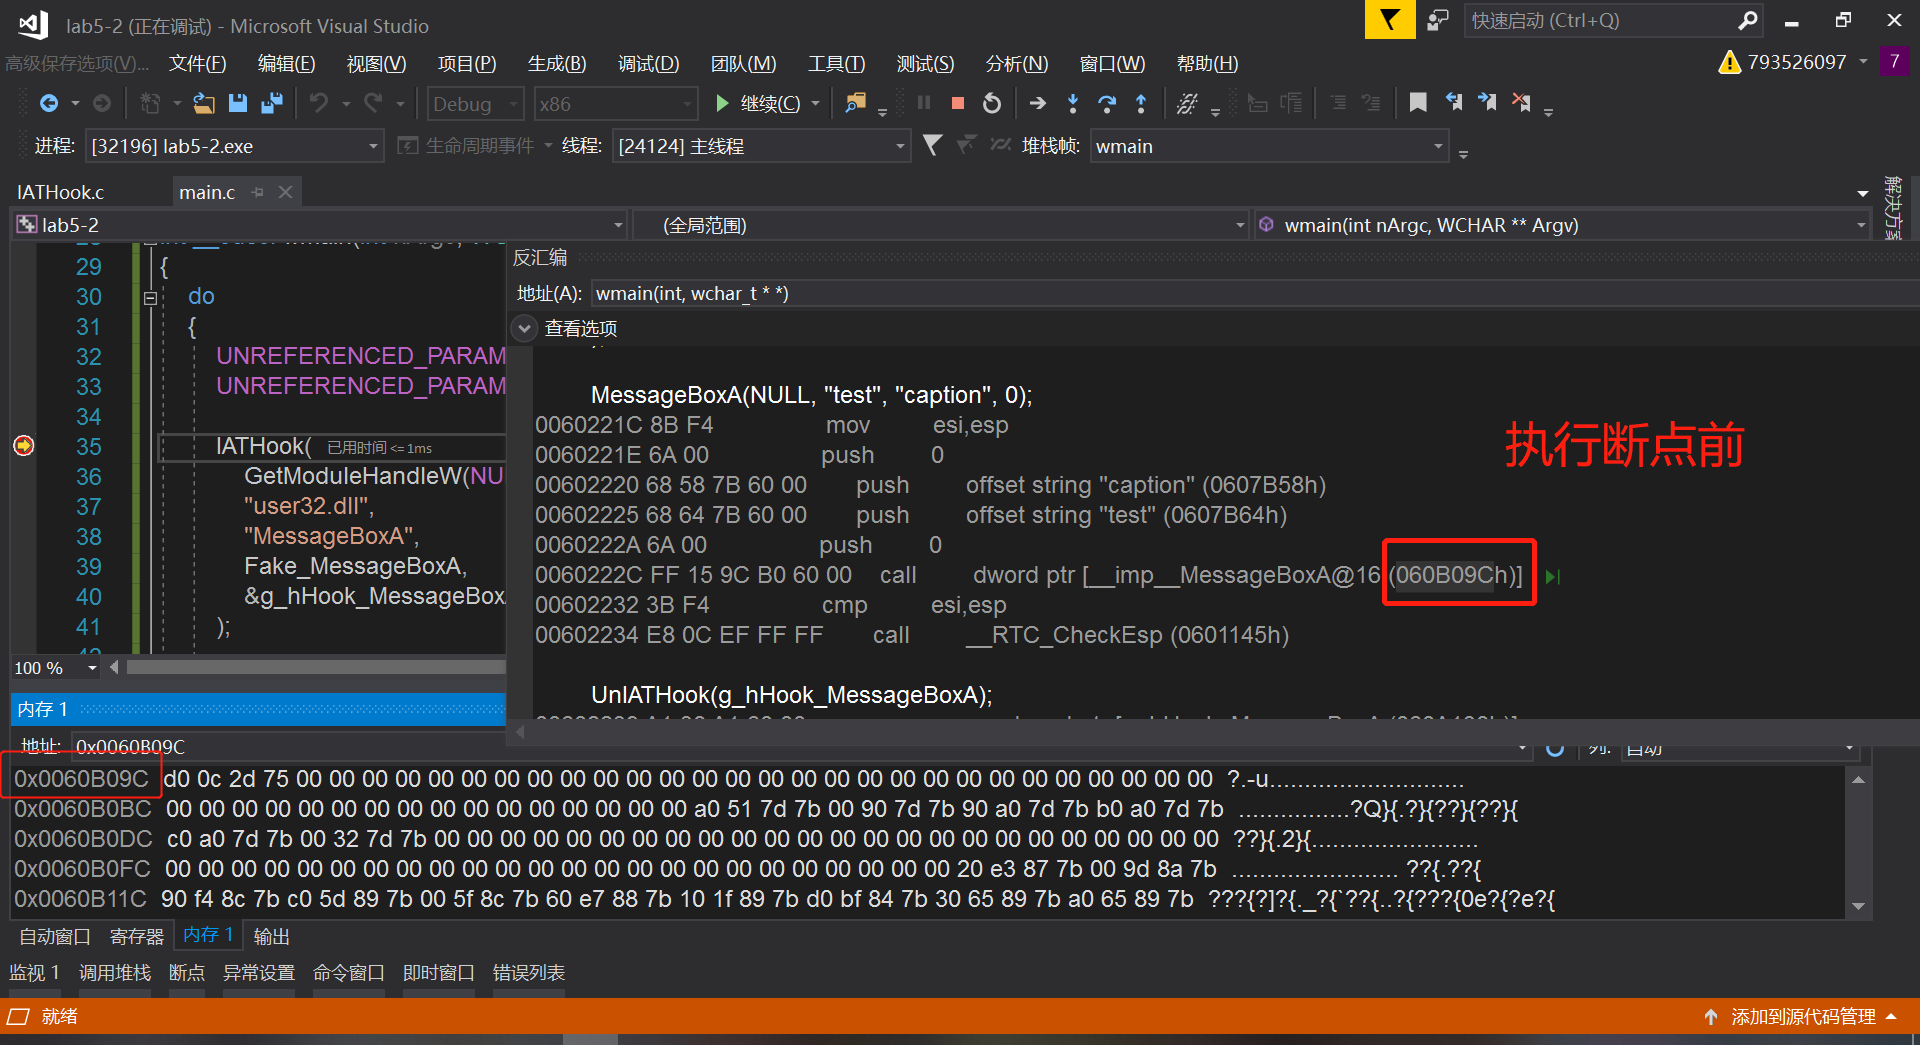 lab5-2 (正在调试) - Microsoft Visual Studio
快速启动 (Ctrl+Q)
高级保存选项(V)... 文件(F) 编辑(E) 视图(V) 项目(P) 生成(B) 调试(D) 团队(M) 工具(T) 测试(S) 分析(N) 窗口(W) 帮助(H) 793526097 7
Debug x86 继续(C)
进程: [32196] lab5-2.exe 生命周期事件 线程: [24124] 主线程 堆栈帧: wmain
IATHook.c main.c
解决方案
lab5-2 (全局范围) wmain(int nArgc, WCHAR ** Argv)
29 {
30 do
31 {
32 UNREFERENCED_PARAM
33 UNREFERENCED_PARAM
34
35 IATHook( 已用时间<=1ms
36 GetModuleHandleW(NU
37 "user32.dll",
38 "MessageBoxA",
39 Fake_MessageBoxA,
40 &g_hHook_MessageBox
41 );
100 %
反汇编
地址(A): wmain(int, wchar_t * *)
查看选项
MessageBoxA(NULL, "test", "caption", 0);
0060221C 8B F4 mov esi,esp
0060221E 6A 00 push 0
00602220 68 58 7B 60 00 push offset string "caption" (0607B58h)
00602225 68 64 7B 60 00 push offset string "test" (0607B64h)
0060222A 6A 00 push 0
0060222C FF 15 9C B0 60 00 call dword ptr [__imp__MessageBoxA@16 (060B09Ch)]
00602232 3B F4 cmp esi,esp
00602234 E8 0C EF FF FF call __RTC_CheckEsp (0601145h)
UnIATHook(g_hHook_MessageBoxA);
执行断点前
内存 1
地址: 0x0060B09C 列: 自动
0x0060B09C d0 0c 2d 75 00 00 00 00 00 00 00 00 00 00 00 00 00 00 00 00 00 00 00 00 00 00 00 00 00 00 00 00 ?.-u............................
0x0060B0BC 00 00 00 00 00 00 00 00 00 00 00 00 00 00 00 00 a0 51 7d 7b 00 90 7d 7b 90 a0 7d 7b b0 a0 7d 7b ................?Q}{.?}{??}{??}{
0x0060B0DC c0 a0 7d 7b 00 32 7d 7b 00 00 00 00 00 00 00 00 00 00 00 00 00 00 00 00 00 00 00 00 00 00 00 00 ??}{.2}{........................
0x0060B0FC 00 00 00 00 00 00 00 00 00 00 00 00 00 00 00 00 00 00 00 00 00 00 00 00 20 e3 87 7b 00 9d 8a 7b ........................ ??{.??{
0x0060B11C 90 f4 8c 7b c0 5d 89 7b 00 5f 8c 7b 60 e7 88 7b 10 1f 89 7b d0 bf 84 7b 30 65 89 7b a0 65 89 7b ???{?]?{._?{`??{..?{???{0e?{?e?{
自动窗口 寄存器 内存 1 输出
监视 1 调用堆栈 断点 异常设置 命令窗口 即时窗口 错误列表
就绪 添加到源代码管理